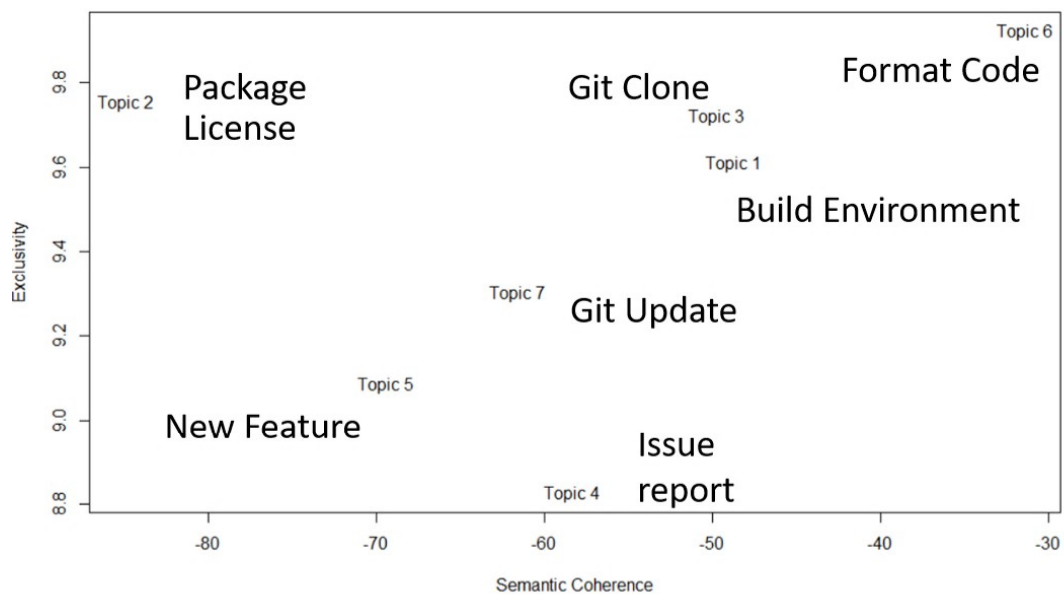 Topic 6
Format Code
Package
License
Git Clone
Topic 2
Topic 3
Topic 1
Build Environment
Topic 7
Git Update
Topic 5
New Feature
Issue
report
Topic 4
Exclusivity
9.8
9.6
9.4
9.2
9.0
8.8
-80
-70
-60
-50
-40
-30
Semantic Coherence